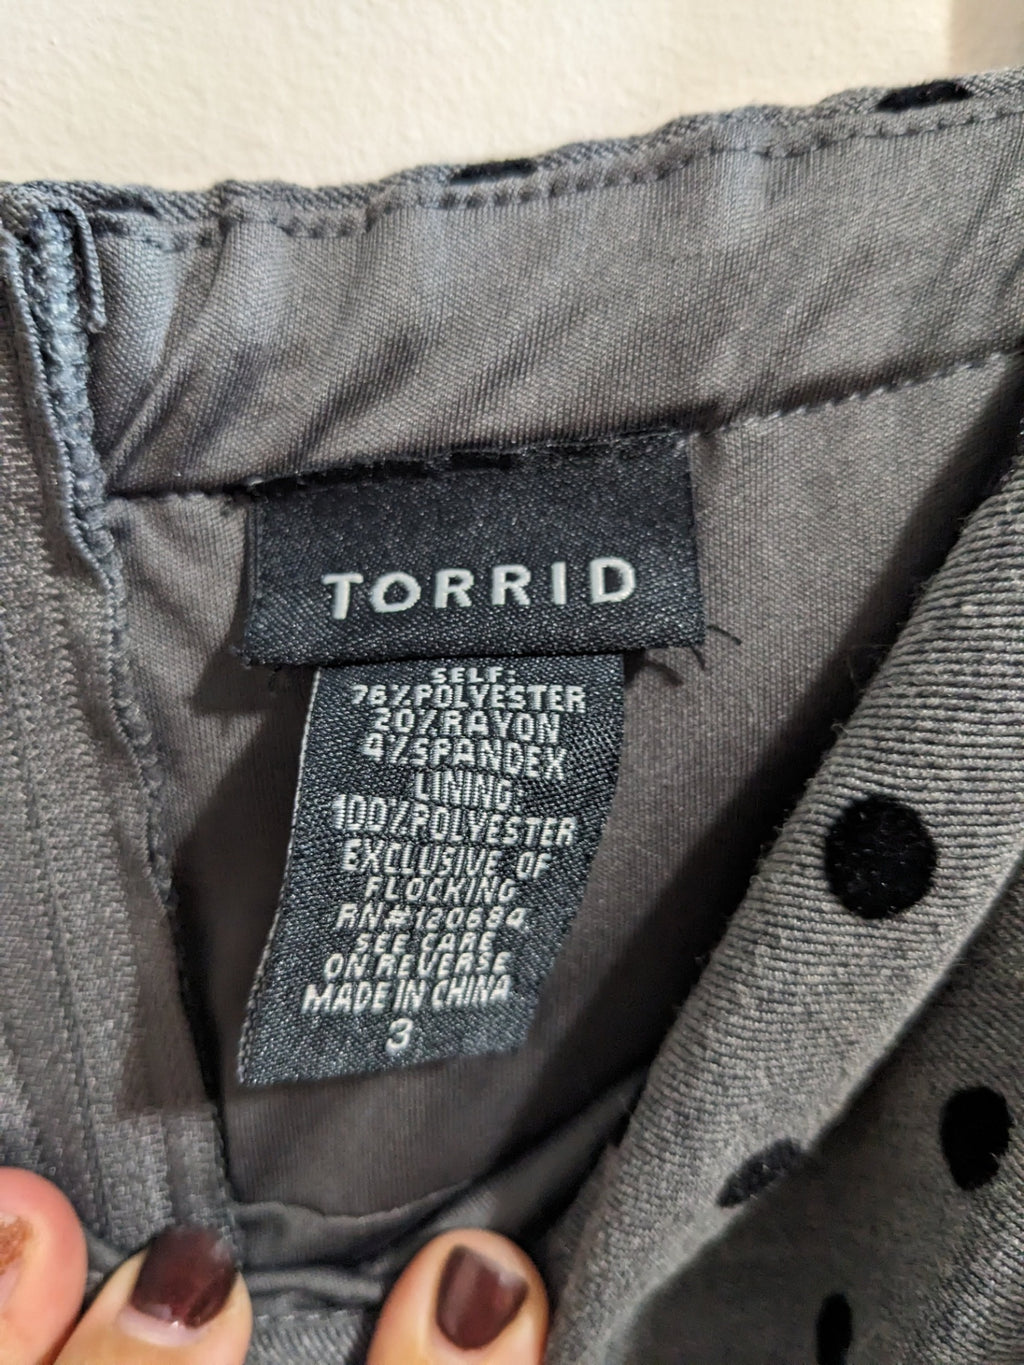 TORRID
SELF:
76%POLYESTER
20%RAYON
4%SPANDEX
LINING:
100%POLYESTER
EXCLUSIVE OF
FLOCKING
RN#120684
SEE CARE
ON REVERSE
MADE IN CHINA
3